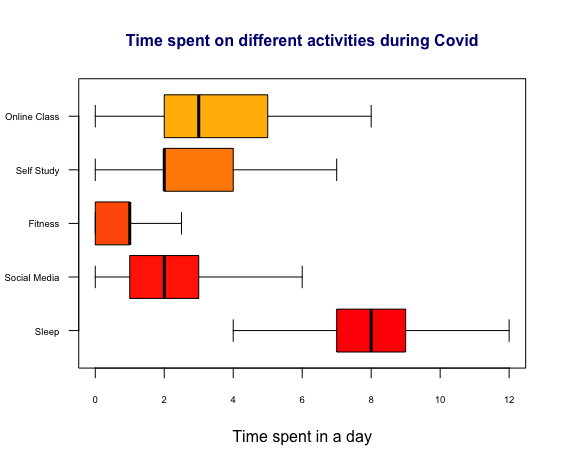 Time spent on different activities during Covid
Online Class
Self Study
Fitness
Social Media
Sleep
0 2 4 6 8 10 12
Time spent in a day